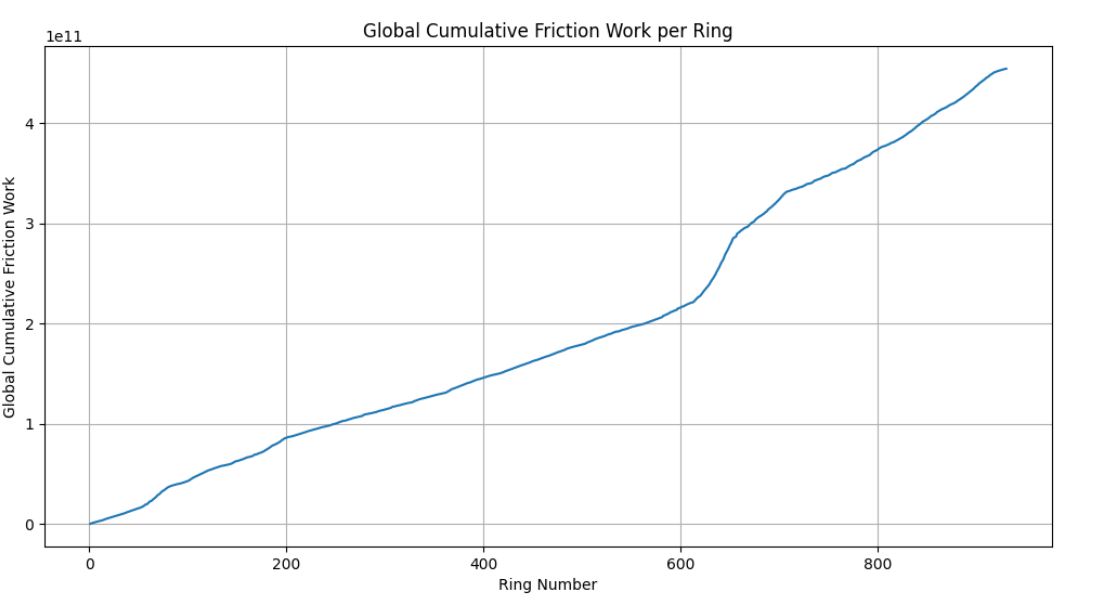 Global Cumulative Friction Work per Ring
1e11
4
3
2
1
0
Global Cumulative Friction Work
0 200 400 600 800
Ring Number